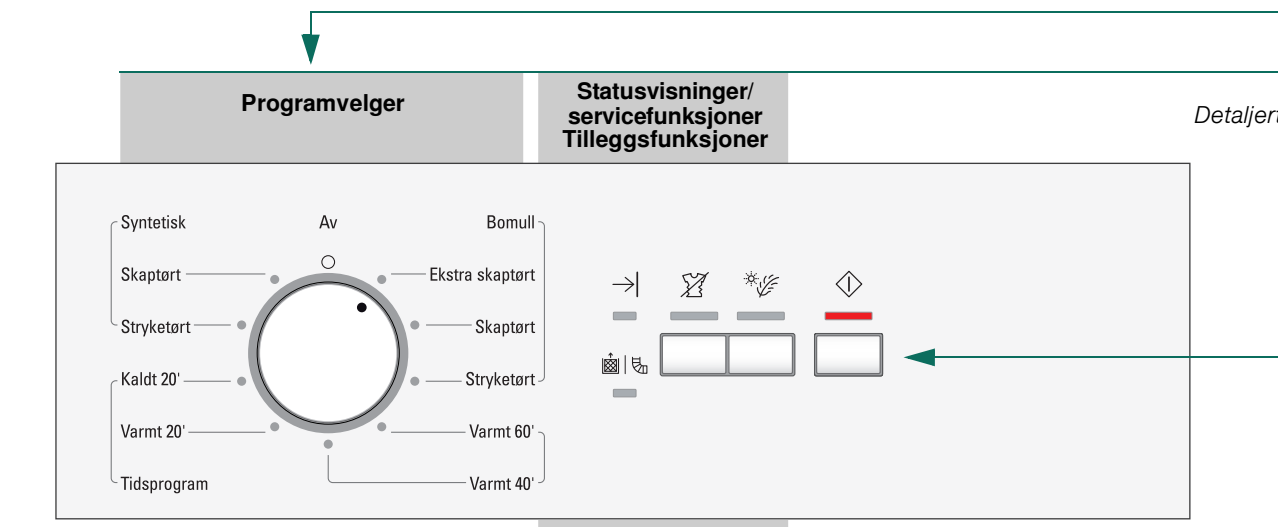 Programvelger
Statusvisninger/
servicefunksjoner
Tilleggsfunksjoner
Detaljert
Syntetisk
Skaptørt
Stryketørt
Kaldt 20'
Varmt 20'
Tidsprogram
Av
Bomull
Ekstra skaptørt
Skaptørt
Stryketørt
Varmt 60'
Varmt 40'